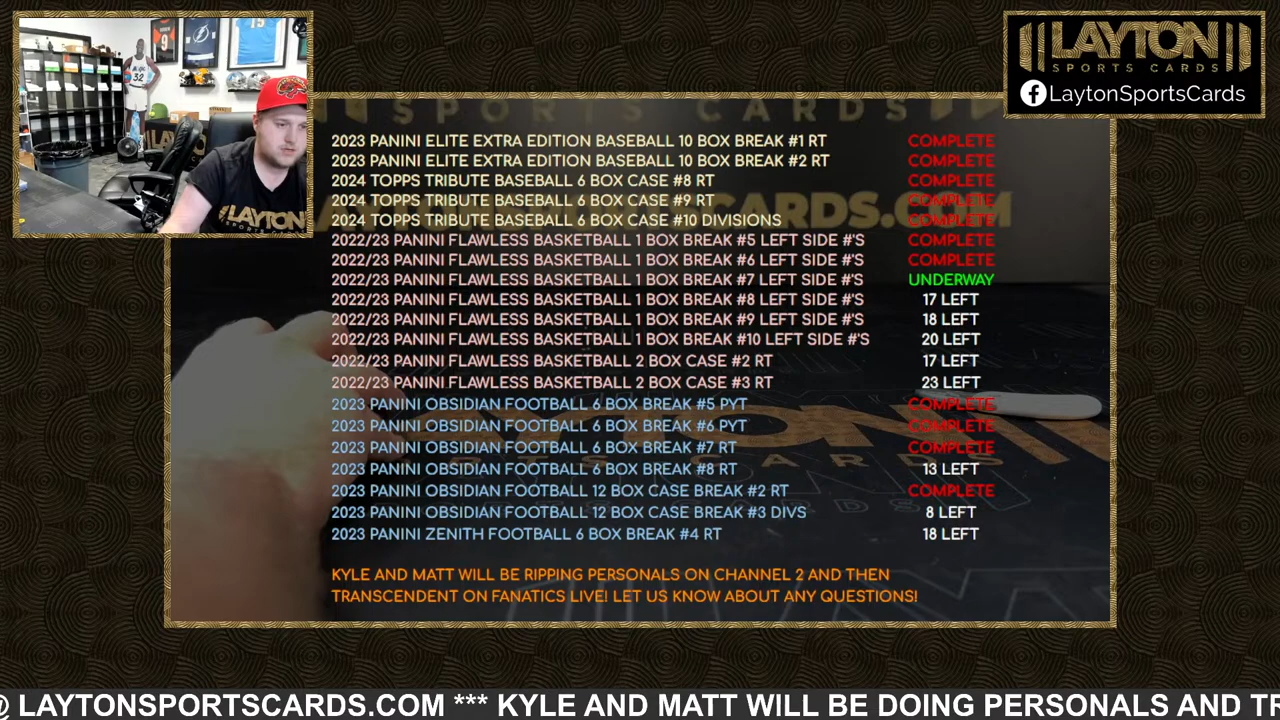 LAYTON
SPORTS CARDS
LaytonSportsCards
SPORTS CARDS
2023 PANINI ELITE EXTRA EDITION BASEBALL 10 BOX BREAK #1 RT COMPLETE
2023 PANINI ELITE EXTRA EDITION BASEBALL 10 BOX BREAK #2 RT COMPLETE
2024 TOPPS TRIBUTE BASEBALL 6 BOX CASE #8 RT COMPLETE
2024 TOPPS TRIBUTE BASEBALL 6 BOX CASE #9 RT COMPLETE
2024 TOPPS TRIBUTE BASEBALL 6 BOX CASE #10 DIVISIONS COMPLETE
2022/23 PANINI FLAWLESS BASKETBALL 1 BOX BREAK #5 LEFT SIDE #'S COMPLETE
2022/23 PANINI FLAWLESS BASKETBALL 1 BOX BREAK #6 LEFT SIDE #'S COMPLETE
2022/23 PANINI FLAWLESS BASKETBALL 1 BOX BREAK #7 LEFT SIDE #'S UNDERWAY
2022/23 PANINI FLAWLESS BASKETBALL 1 BOX BREAK #8 LEFT SIDE #'S 17 LEFT
2022/23 PANINI FLAWLESS BASKETBALL 1 BOX BREAK #9 LEFT SIDE #'S 18 LEFT
2022/23 PANINI FLAWLESS BASKETBALL 1 BOX BREAK #10 LEFT SIDE #'S 20 LEFT
2022/23 PANINI FLAWLESS BASKETBALL 2 BOX CASE #2 RT 17 LEFT
2022/23 PANINI FLAWLESS BASKETBALL 2 BOX CASE #3 RT 23 LEFT
2023 PANINI OBSIDIAN FOOTBALL 6 BOX BREAK #5 PYT COMPLETE
2023 PANINI OBSIDIAN FOOTBALL 6 BOX BREAK #6 PYT COMPLETE
2023 PANINI OBSIDIAN FOOTBALL 6 BOX BREAK #7 RT COMPLETE
2023 PANINI OBSIDIAN FOOTBALL 6 BOX BREAK #8 RT 13 LEFT
2023 PANINI OBSIDIAN FOOTBALL 12 BOX CASE BREAK #2 RT COMPLETE
2023 PANINI OBSIDIAN FOOTBALL 12 BOX CASE BREAK #3 DIVS 8 LEFT
2023 PANINI ZENITH FOOTBALL 6 BOX BREAK #4 RT 18 LEFT
KYLE AND MATT WILL BE RIPPING PERSONALS ON CHANNEL 2 AND THEN
TRANSCENDENT ON FANATICS LIVE! LET US KNOW ABOUT ANY QUESTIONS!
@ LAYTONSPORTSCARDS.COM *** KYLE AND MATT WILL BE DOING PERSONALS AND TR